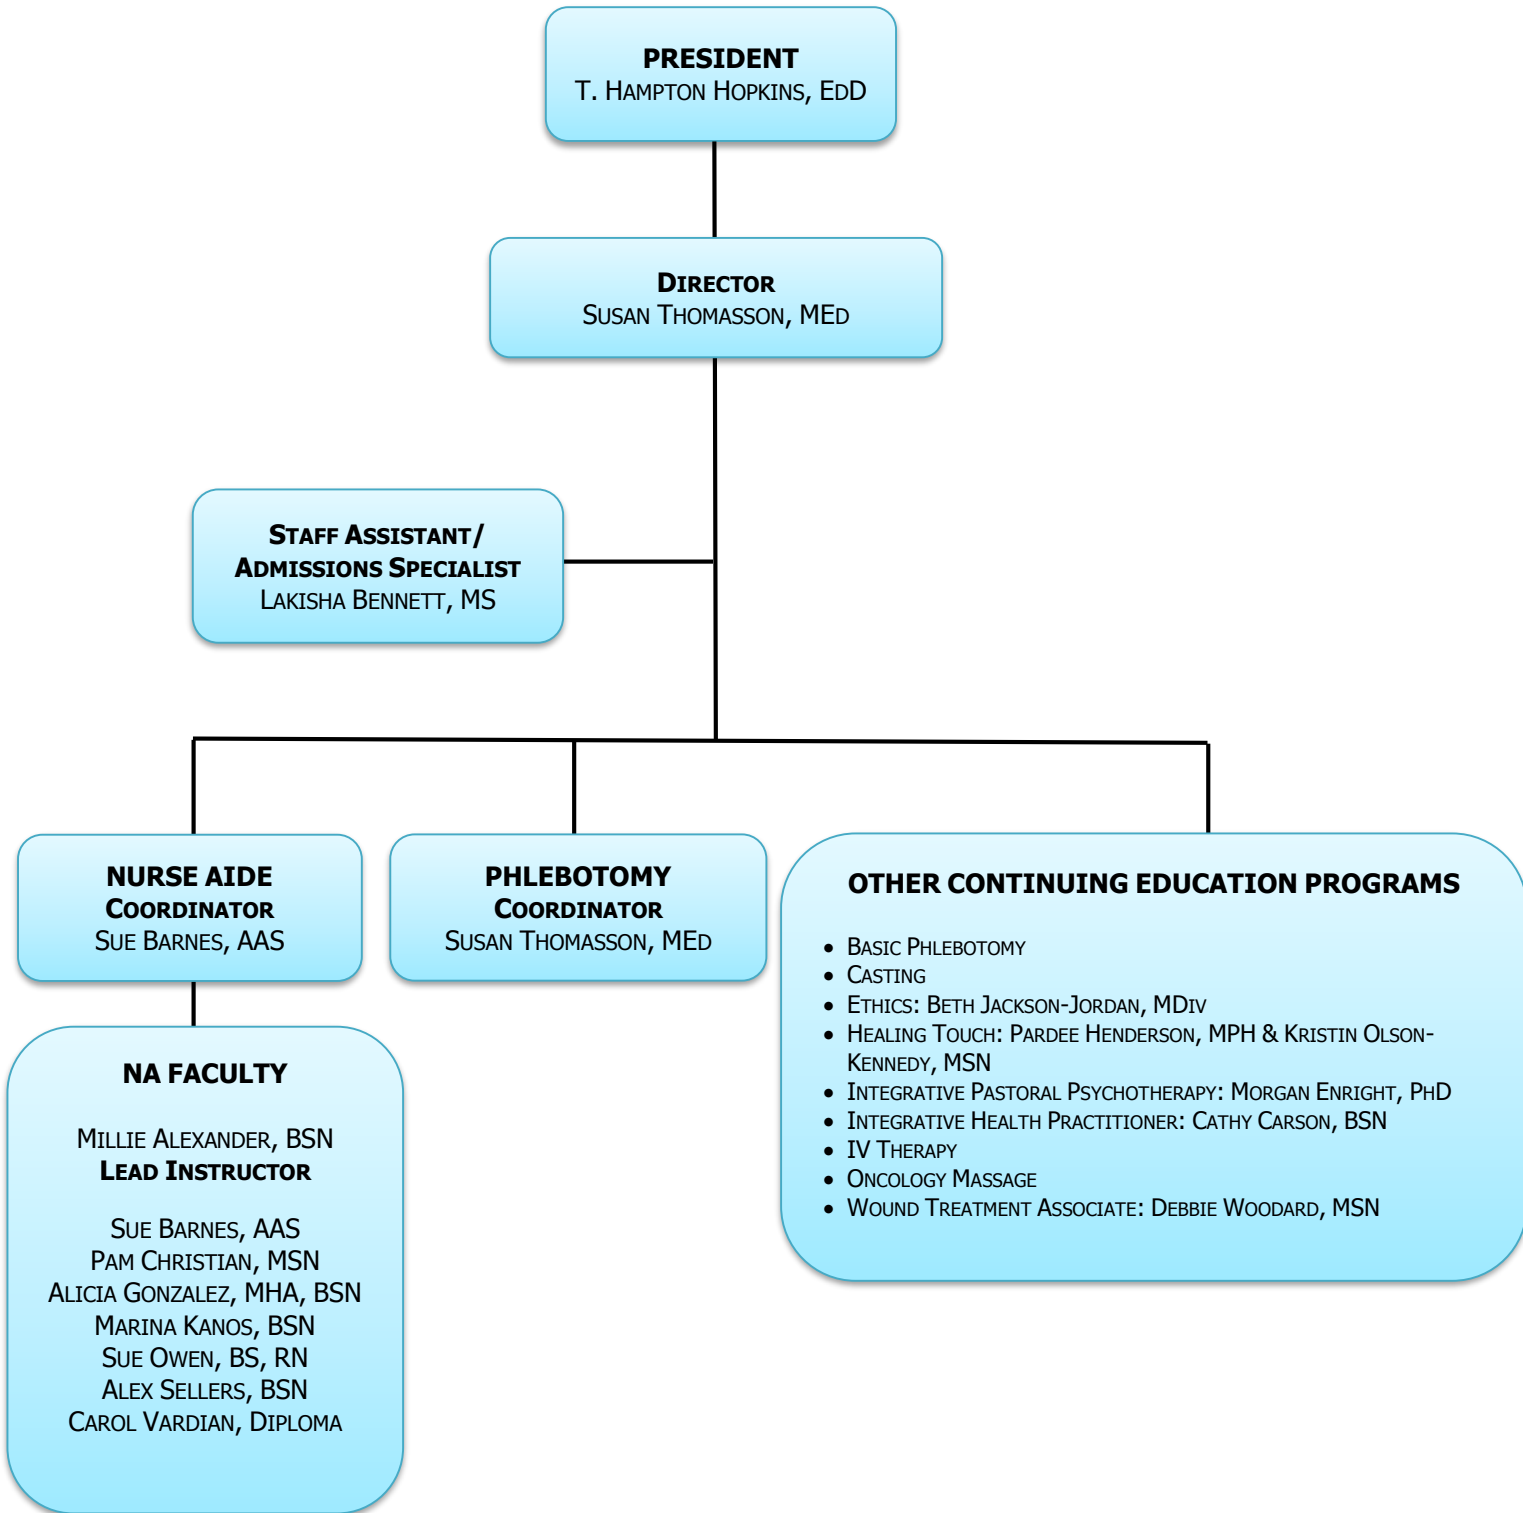 PRESIDENT
T. HAMPTON HOPKINS, EDD
DIRECTOR
SUSAN THOMASSON, MED
STAFF ASSISTANT/
ADMISSIONS SPECIALIST
LAKISHA BENNETT, MS
NURSE AIDE
COORDINATOR
SUE BARNES, AAS
PHLEBOTOMY
COORDINATOR
SUSAN THOMASSON, MED
OTHER CONTINUING EDUCATION PROGRAMS
• BASIC PHLEBOTOMY
• CASTING
• ETHICS: BETH JACKSON-JORDAN, MDIV
• HEALING TOUCH: PARDEE HENDERSON, MPH & KRISTIN OLSON-
KENNEDY, MSN
• INTEGRATIVE PASTORAL PSYCHOTHERAPY: MORGAN ENRIGHT, PHD
• INTEGRATIVE HEALTH PRACTITIONER: CATHY CARSON, BSN
• IV THERAPY
• ONCOLOGY MASSAGE
• WOUND TREATMENT ASSOCIATE: DEBBIE WOODARD, MSN
NA FACULTY
MILLIE ALEXANDER, BSN
LEAD INSTRUCTOR
SUE BARNES, AAS
PAM CHRISTIAN, MSN
ALICIA GONZALEZ, MHA, BSN
MARINA KANOS, BSN
SUE OWEN, BS, RN
ALEX SELLERS, BSN
CAROL VARDIAN, DIPLOMA